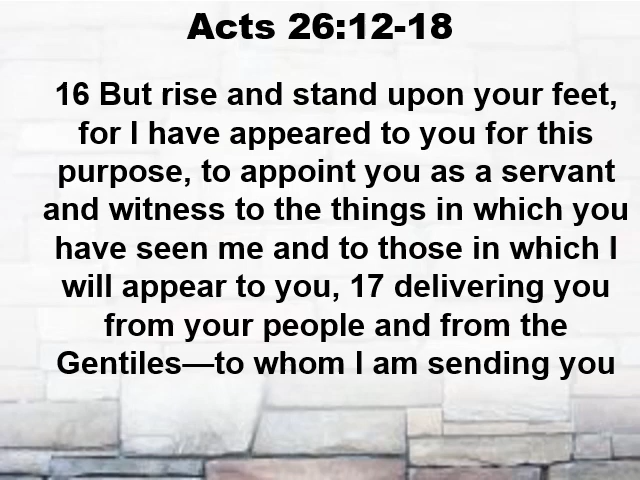 Acts 26:12-18
16 But rise and stand upon your feet,
for I have appeared to you for this
purpose, to appoint you as a servant
and witness to the things in which you
have seen me and to those in which I
will appear to you, 17 delivering you
from your people and from the
Gentiles—to whom I am sending you